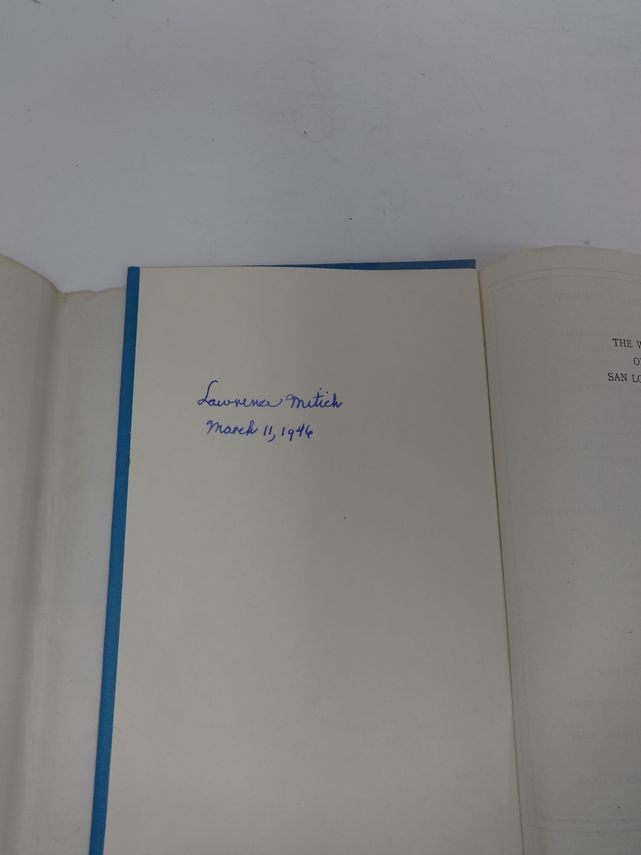 Lawrence Mitich
March 11, 1946
THE
SAN